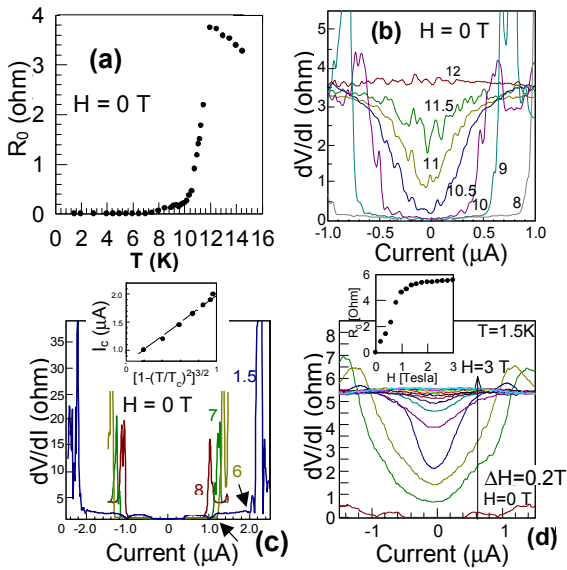 (a)
H = 0 T
R0 (ohm)
4
3
2
1
0
0 2 4 6 8 10 12 14 16
T (K)
(b)
H = 0 T
dV/dI (ohm)
5
4
3
2
1
0
12
11.5
11
10.5
10
9
8
-1.0 -0.5 0.0 0.5 1.0
Current (μA)
Ic (μA)
2.0
1.5
1.0
0 1
[1-(T/Tc)²]^3/2
H = 0 T
1.5
7
6
8
dV/dI (ohm)
35
30
25
20
15
10
5
-2.0 -1.0 0.0 1.0 2.0
Current (μA)
(c)
R0 [Ohm]
6
4
2
0
0 1 2 3
H [Tesla]
T=1.5K
H=3 T
ΔH=0.2T
H=0 T
dV/dI (ohm)
8
7
6
5
4
3
2
1
0
-1 0 1
Current (μA)
(d)